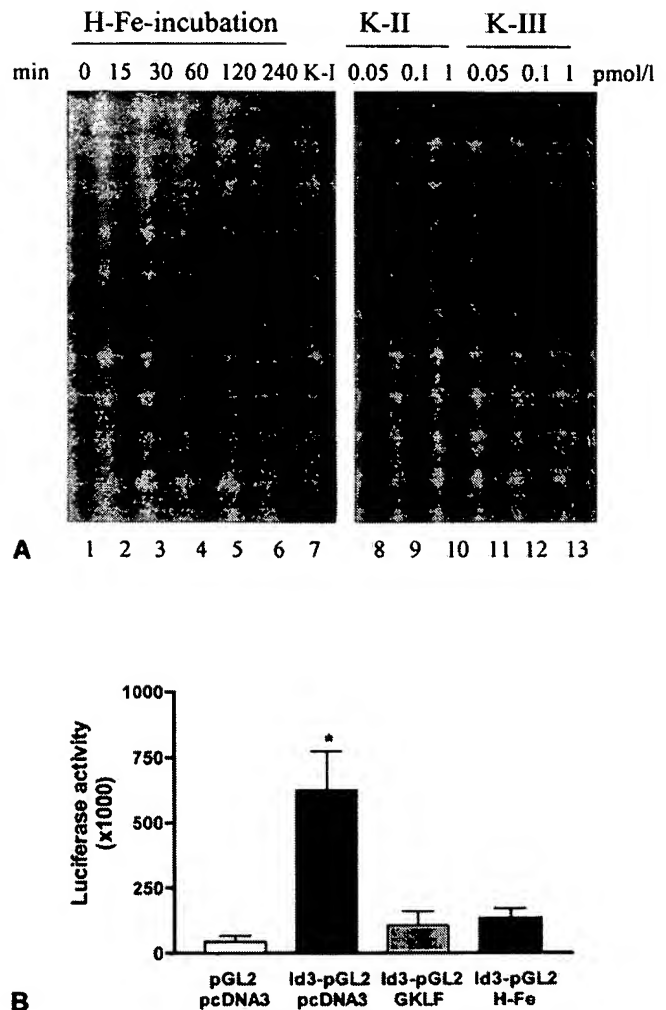 H-Fe-incubation K-II K-III
min 0 15 30 60 120 240 K-I 0.05 0.1 1 0.05 0.1 1 pmol/l
A 1 2 3 4 5 6 7 8 9 10 11 12 13
1000
750
500
250
0
Luciferase activity
(x1000)
*
pGL2 Id3-pGL2 Id3-pGL2 Id3-pGL2
pcDNA3 pcDNA3 GKLF H-Fe
B